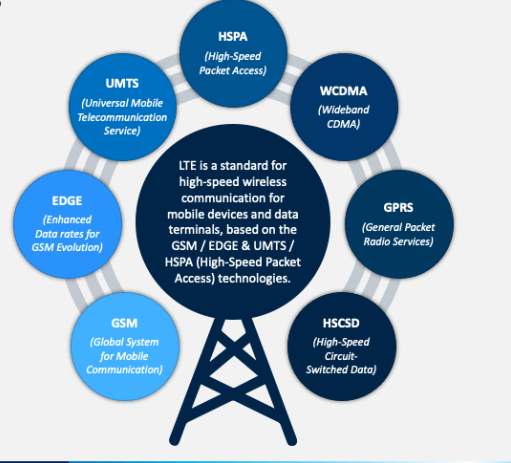 HSPA
(High-Speed
Packet Access)
UMTS
(Universal Mobile
Telecommunication
Service)
WCDMA
(Wideband
CDMA)
LTE is a standard for
high-speed wireless
communication for
mobile devices and data
terminals, based on the
GSM / EDGE & UMTS /
HSPA (High-Speed Packet
Access) technologies.
EDGE
(Enhanced
Data rates for
GSM Evolution)
GPRS
(General Packet
Radio Services)
GSM
(Global System
for Mobile
Communication)
HSCSD
(High-Speed
Circuit-
Switched Data)